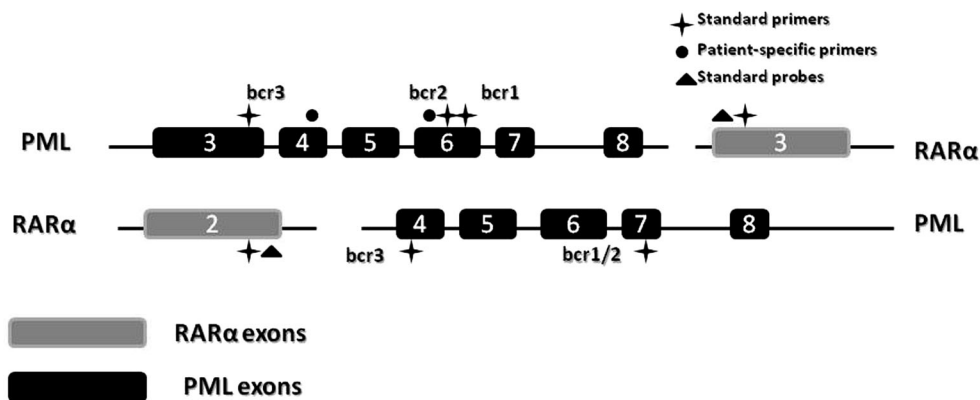 Standard primers
Patient-specific primers
Standard probes
bcr3 bcr2 bcr1
PML 3 4 5 6 7 8 3 RARα
RARα 2 4 5 6 7 8 PML
bcr3 bcr1/2
RARα exons
PML exons